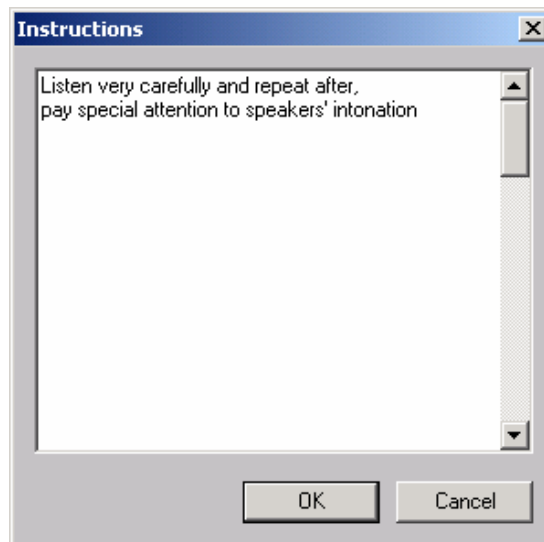 Instructions
Listen very carefully and repeat after,
pay special attention to speakers' intonation
OK
Cancel